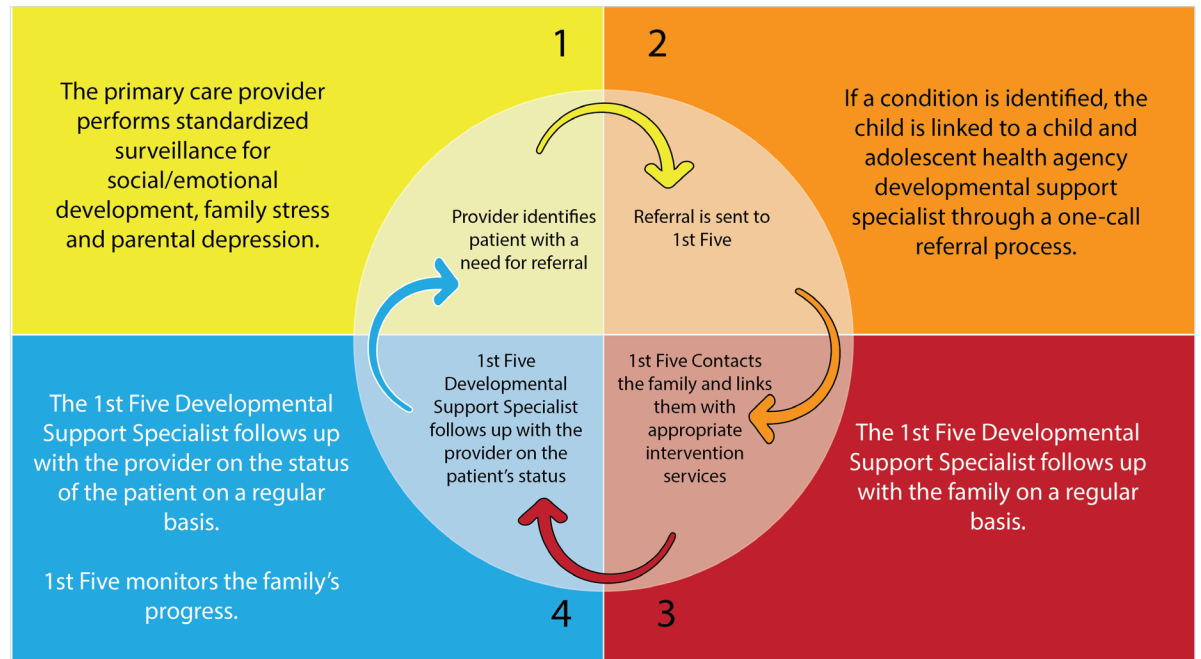 1
The primary care provider
performs standardized
surveillance for
social/emotional
development, family stress
and parental depression.
Provider identifies
patient with a
need for referral
2
If a condition is identified, the
child is linked to a child and
adolescent health agency
developmental support
specialist through a one-call
referral process.
Referral is sent to
1st Five
1st Five Contacts
the family and links
them with
appropriate
intervention
services
The 1st Five Developmental
Support Specialist follows up
with the family on a regular
basis.
3
1st Five
Developmental
Support Specialist
follows up with the
provider on the
patient’s status
The 1st Five Developmental
Support Specialist follows up
with the provider on the status
of the patient on a regular
basis.
1st Five monitors the family’s
progress.
4